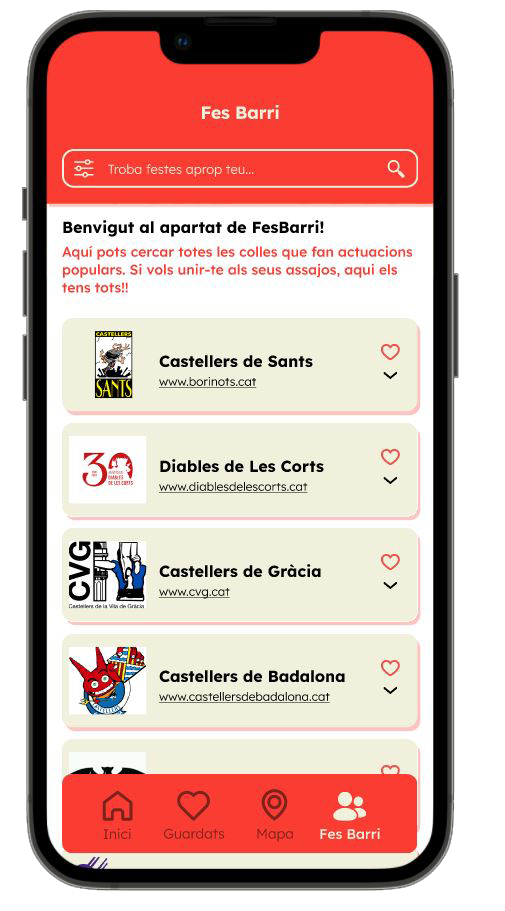 Fes Barri
Troba festes aprop teu...
Benvigut al apartat de FesBarri!
Aquí pots cercar totes les colles que fan actuacions
populars. Si vols unir-te als seus assajos, aqui els
tens tots!!
CASTELLERS
SANTS
Castellers de Sants
www.borinots.cat
30
DIABLES
DE LES CORTS
Diables de Les Corts
www.diablesdelescorts.cat
CVG
Castellers de la Vila de Gràcia
Castellers de Gràcia
www.cvg.cat
Castellers de Badalona
www.castellersdebadalona.cat
Inici
Guardats
Mapa
Fes Barri